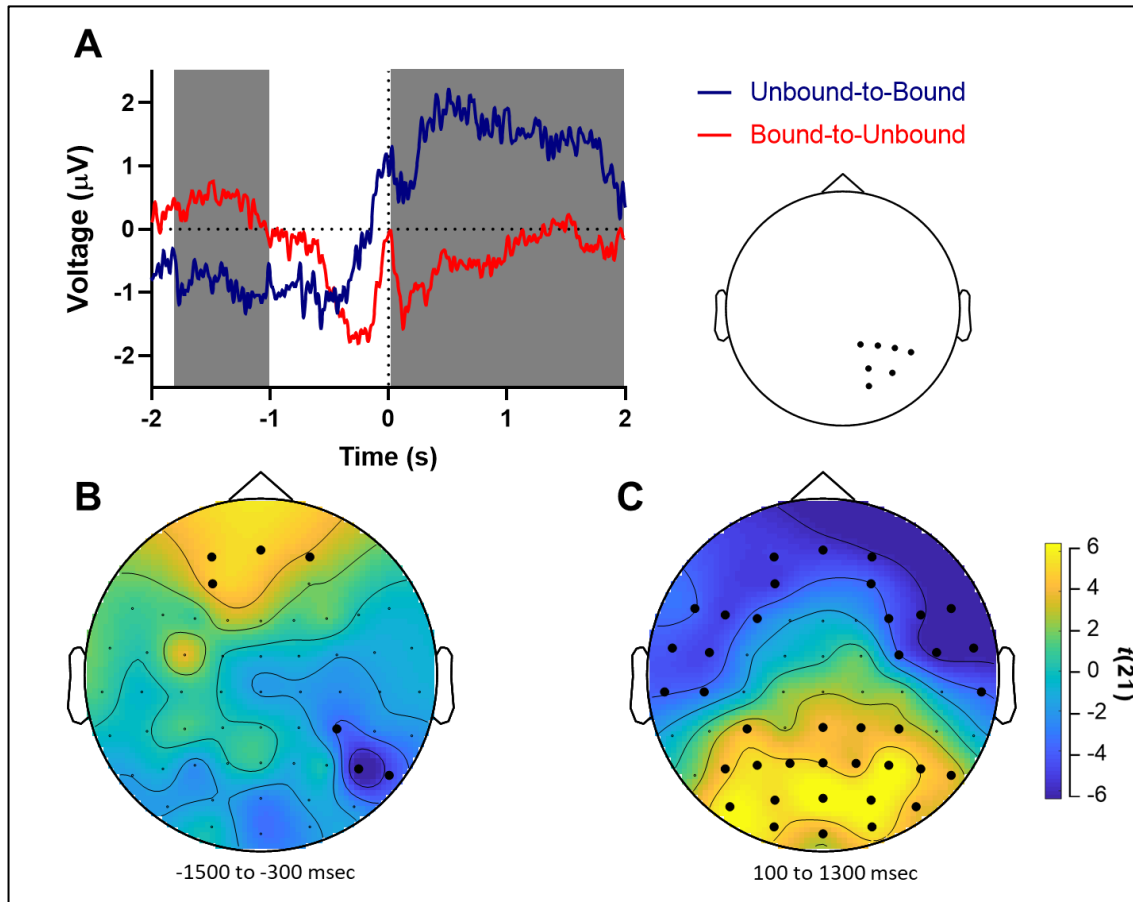 A
Voltage (µV)
2
1
0
-1
-2
-2
-1
0
1
2
Time (s)
Unbound-to-Bound
Bound-to-Unbound
B
-1500 to -300 msec
C
100 to 1300 msec
6
4
2
0
-2
-4
-6
t(21)